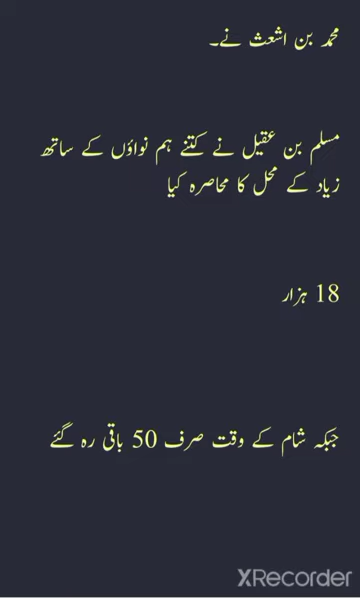 محمد بن اشعث نے۔
مسلم بن عقیل نے کتنے ہم نواؤں کے ساتھ
زیاد کے محل کا محاصرہ کیا
18 ہزار
جبکہ شام کے وقت صرف 50 باقی رہ گئے
XRecorder